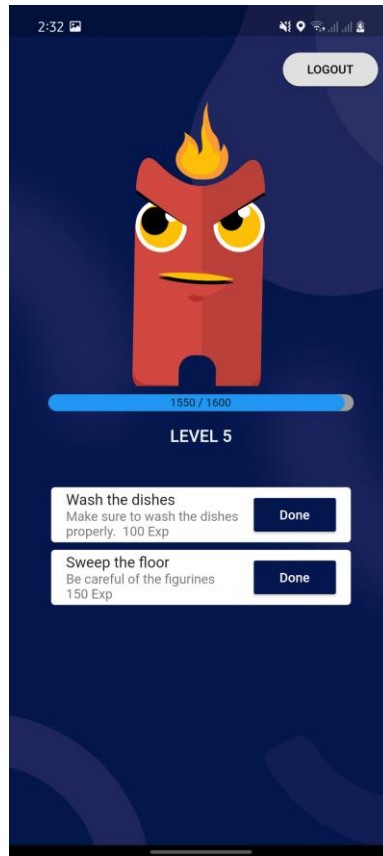 2:32
LOGOUT
1550 / 1600
LEVEL 5
Wash the dishes
Make sure to wash the dishes
properly. 100 Exp
Done
Sweep the floor
Be careful of the figurines
150 Exp
Done